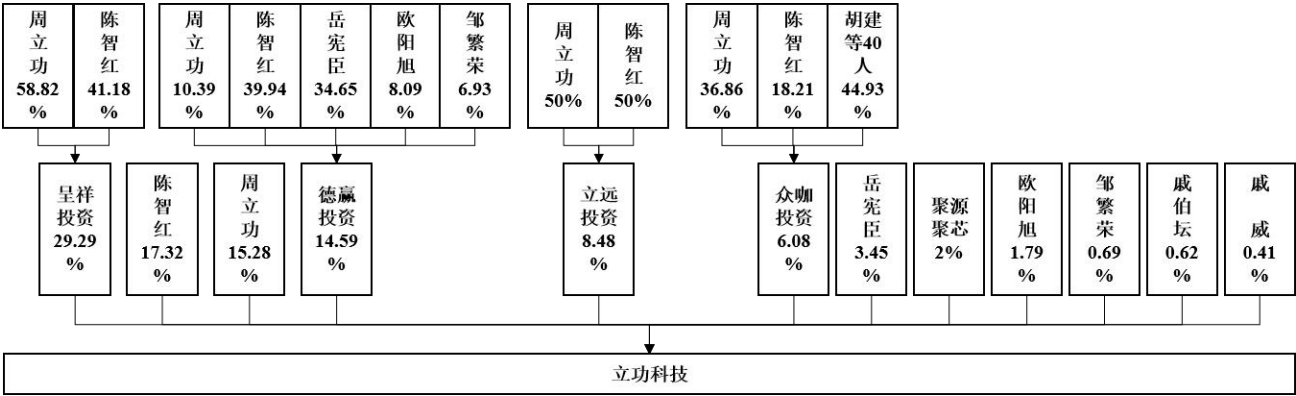 周立功 58.82%
陈智红 41.18%
周立功 10.39%
陈智红 39.94%
岳宪臣 34.65%
欧阳旭 8.09%
邹繁荣 6.93%
周立功 50%
陈智红 50%
周立功 36.86%
陈智红 18.21%
胡建等40人 44.93%
呈祥投资 29.29%
陈智红 17.32%
周立功 15.28%
德赢投资 14.59%
立远投资 8.48%
众咖投资 6.08%
岳宪臣 3.45%
聚源聚芯 2%
欧阳旭 1.79%
邹繁荣 0.69%
戚伯坛 0.62%
戚威 0.41%
立功科技